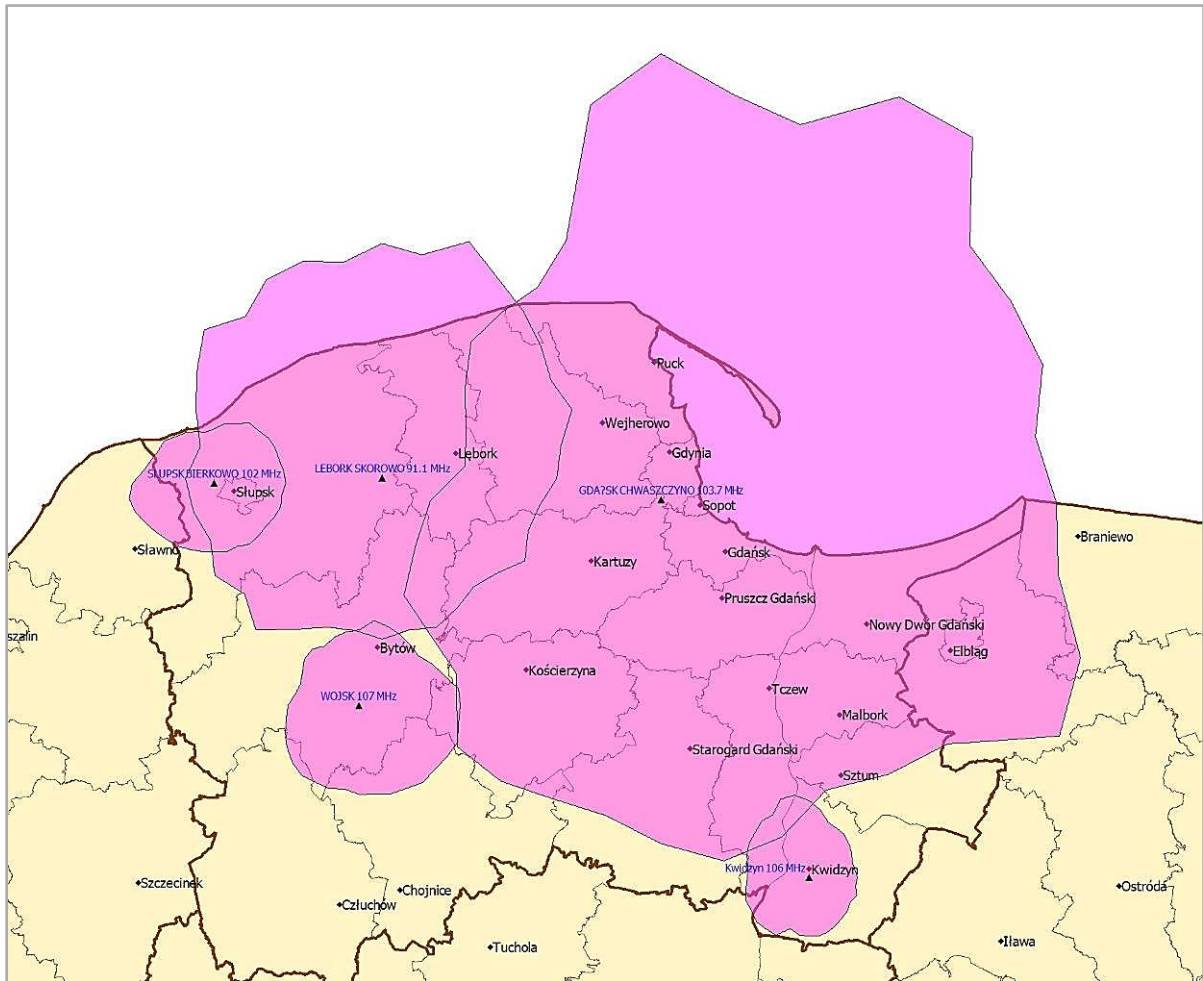 Puck
Wejherowo
Gdynia
Lębork
SŁUPSK BIERKOWO 102 MHz
LĘBORK SKOROWO 91.1 MHz
Słupsk
GDA?SK CHWASZCZYNO 103.7 MHz
Sopot
Braniewo
Sławno
Gdańsk
Kartuzy
Pruszcz Gdański
Nowy Dwór Gdański
szalin
Bytów
Elbląg
Kościerzyna
Tczew
WOJSK 107 MHz
Malbork
Starogard Gdański
Sztum
Kwidzyn 106 MHz
Kwidzyn
Szczecinek
Chojnice
Ostróda
Człuchów
Iława
Tuchola